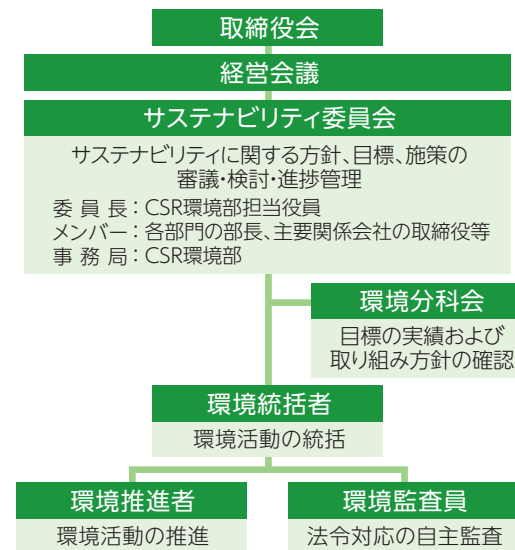 取締役会
経営会議
サステナビリティ委員会
サステナビリティに関する方針、目標、施策の
審議・検討・進捗管理
委員長：CSR環境部担当役員
メンバー：各部門の部長、主要関係会社の取締役等
事務局：CSR環境部
環境分科会
目標の実績および
取り組み方針の確認
環境統括者
環境活動の統括
環境推進者
環境活動の推進
環境監査員
法令対応の自主監査